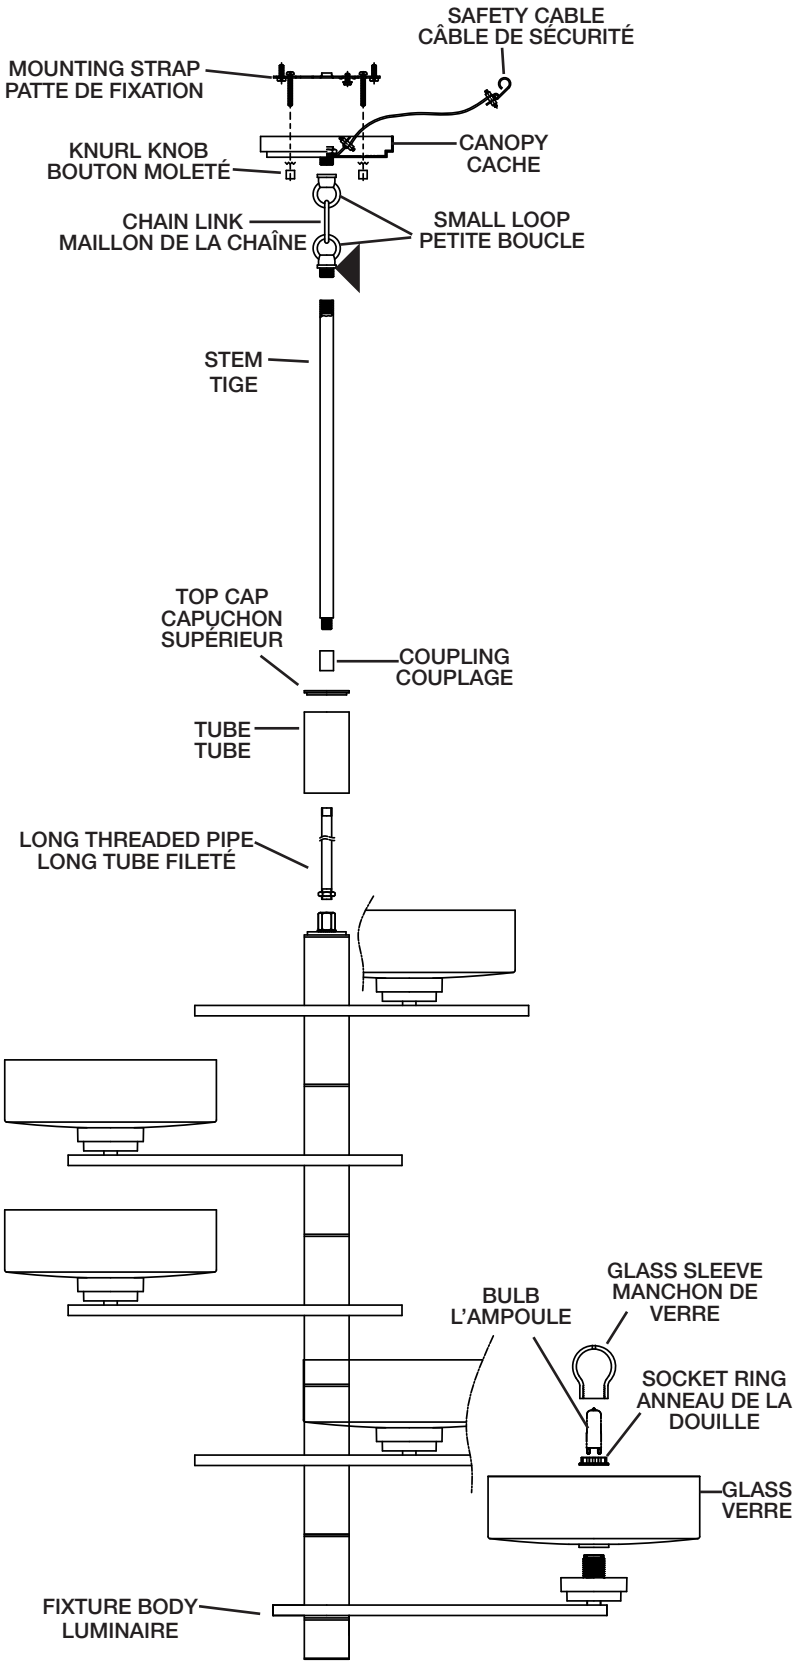 SAFETY CABLE
CÂBLE DE SÉCURITÉ
MOUNTING STRAP
PATTE DE FIXATION
CANOPY
CACHE
KNURL KNOB
BOUTON MOLETÉ
CHAIN LINK
MAILLON DE LA CHAÎNE
SMALL LOOP
PETITE BOUCLE
STEM
TIGE
TOP CAP
CAPUCHON
SUPÉRIEUR
COUPLING
COUPLAGE
TUBE
TUBE
LONG THREADED PIPE
LONG TUBE FILETÉ
GLASS SLEEVE
MANCHON DE
VERRE
BULB
L'AMPOULE
SOCKET RING
ANNEAU DE LA
DOUILLE
GLASS
VERRE
FIXTURE BODY
LUMINAIRE